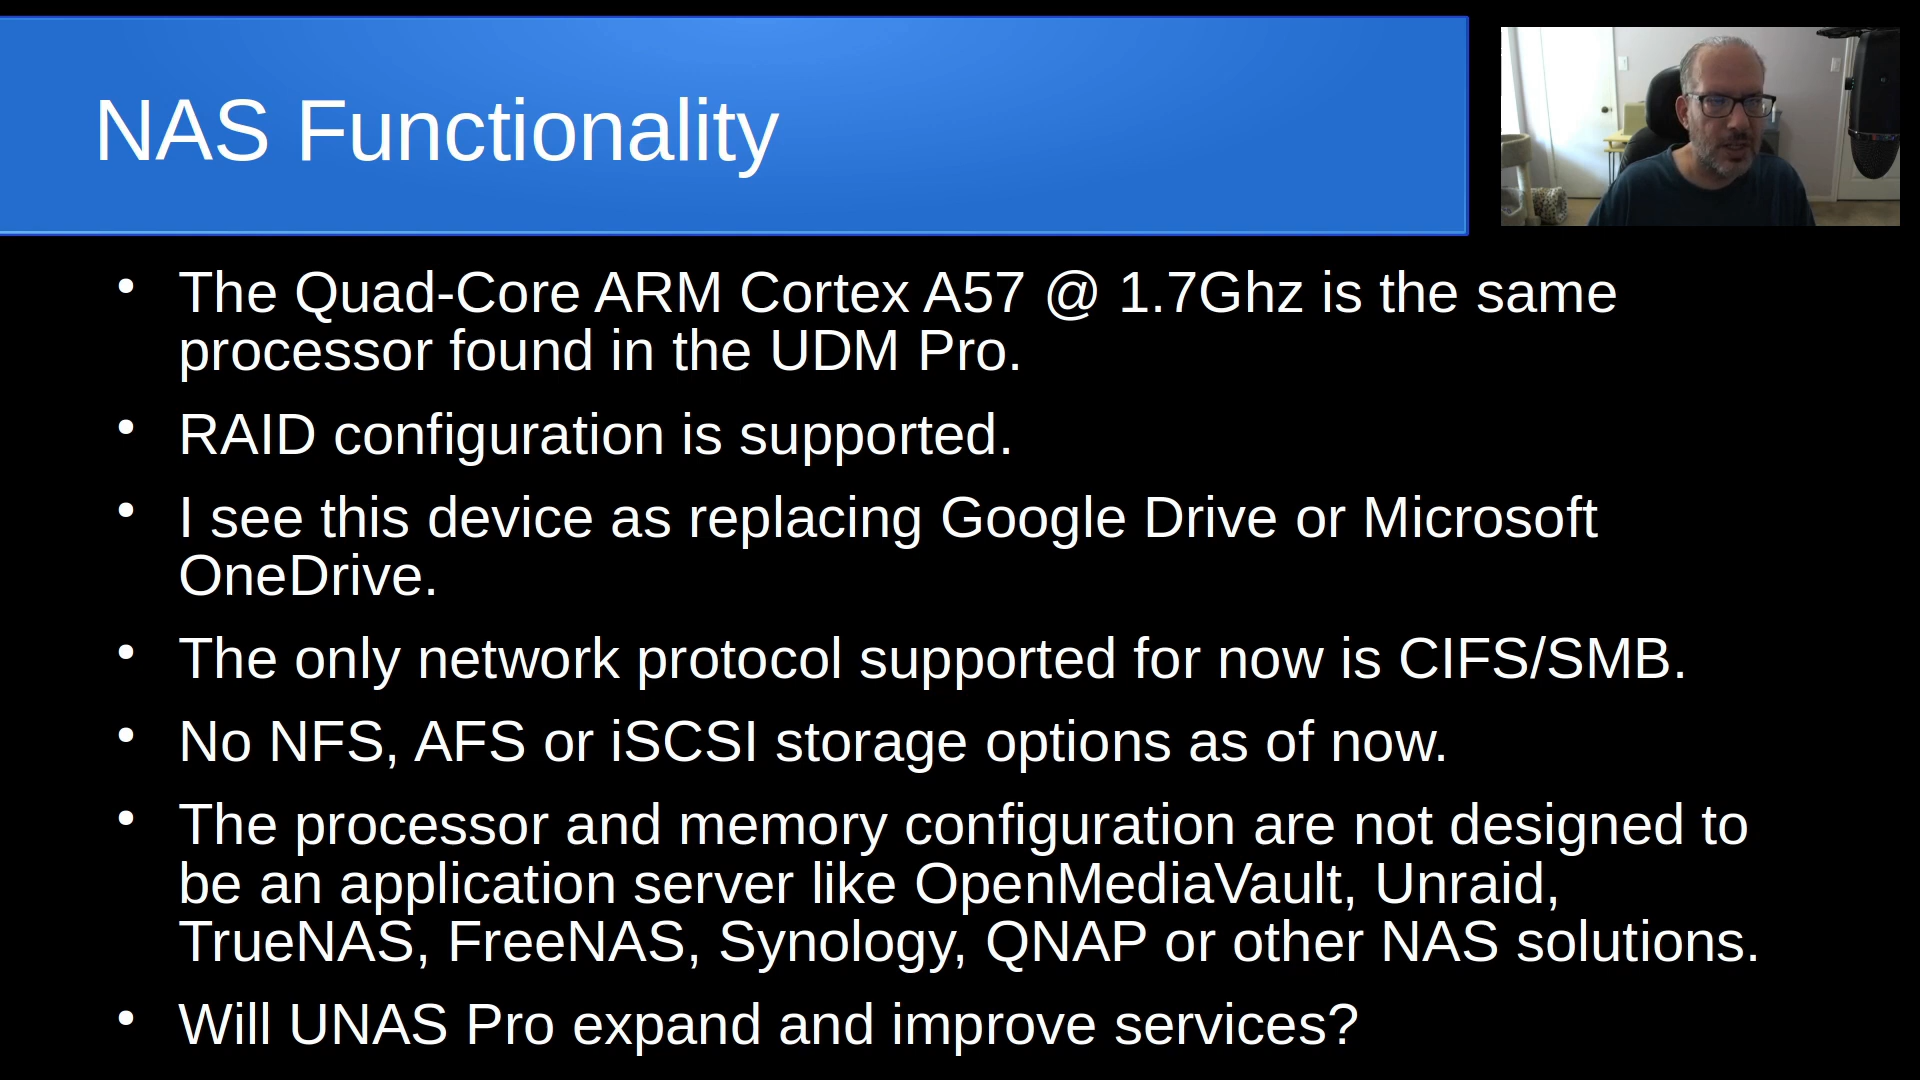 NAS Functionality
• The Quad-Core ARM Cortex A57 @ 1.7Ghz is the same
processor found in the UDM Pro.
• RAID configuration is supported.
• I see this device as replacing Google Drive or Microsoft
OneDrive.
• The only network protocol supported for now is CIFS/SMB.
• No NFS, AFS or iSCSI storage options as of now.
• The processor and memory configuration are not designed to
be an application server like OpenMediaVault, Unraid,
TrueNAS, FreeNAS, Synology, QNAP or other NAS solutions.
• Will UNAS Pro expand and improve services?